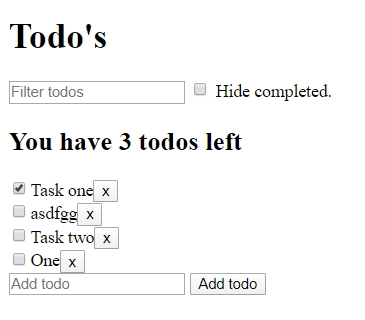 Todo's
Filter todos Hide completed.
You have 3 todos left
Task one x
asdfgg x
Task two x
One x
Add todo Add todo